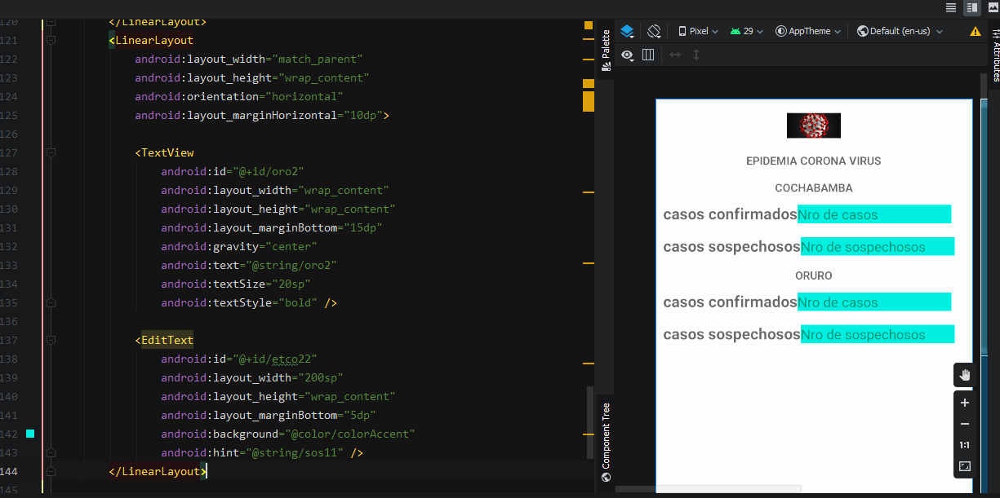 120 </LinearLayout>
121 <LinearLayout
122 android:layout_width="match_parent"
123 android:layout_height="wrap_content"
124 android:orientation="horizontal"
125 android:layout_marginHorizontal="10dp">
126
127 <TextView
128 android:id="@+id/oro2"
129 android:layout_width="wrap_content"
130 android:layout_height="wrap_content"
131 android:layout_marginBottom="15dp"
132 android:gravity="center"
133 android:text="@string/oro2"
134 android:textSize="20sp"
135 android:textStyle="bold" />
136
137 <EditText
138 android:id="@+id/etco22"
139 android:layout_width="200sp"
140 android:layout_height="wrap_content"
141 android:layout_marginBottom="5dp"
142 android:background="@color/colorAccent"
143 android:hint="@string/sos11" />
144 </LinearLayout>
145
Palette
Component Tree
Pixel 29 AppTheme Default (en-us)
Attributes
EPIDEMIA CORONA VIRUS
COCHABAMBA
casos confirmados Nro de casos
casos sospechosos Nro de sospechosos
ORURO
casos confirmados Nro de casos
casos sospechosos Nro de sospechosos
1:1